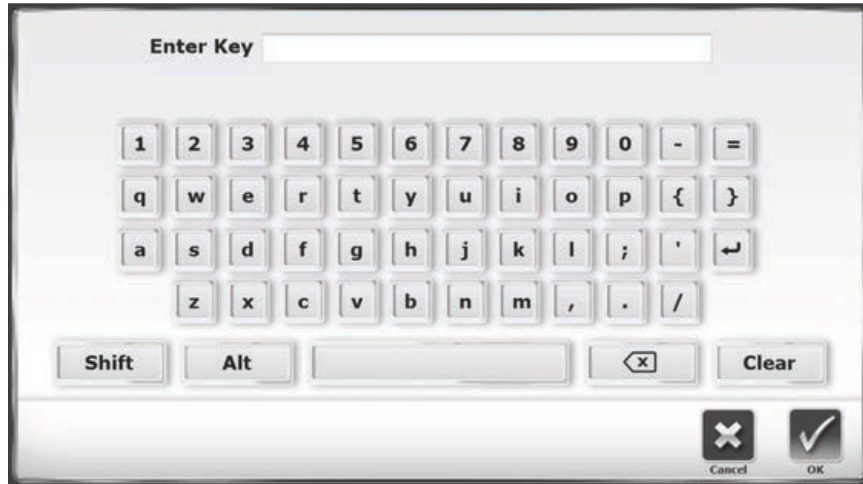 Enter Key
1 2 3 4 5 6 7 8 9 0 - =
q w e r t y u i o p { }
a s d f g h j k l ; '
z x c v b n m , . /
Shift Alt Clear
Cancel OK